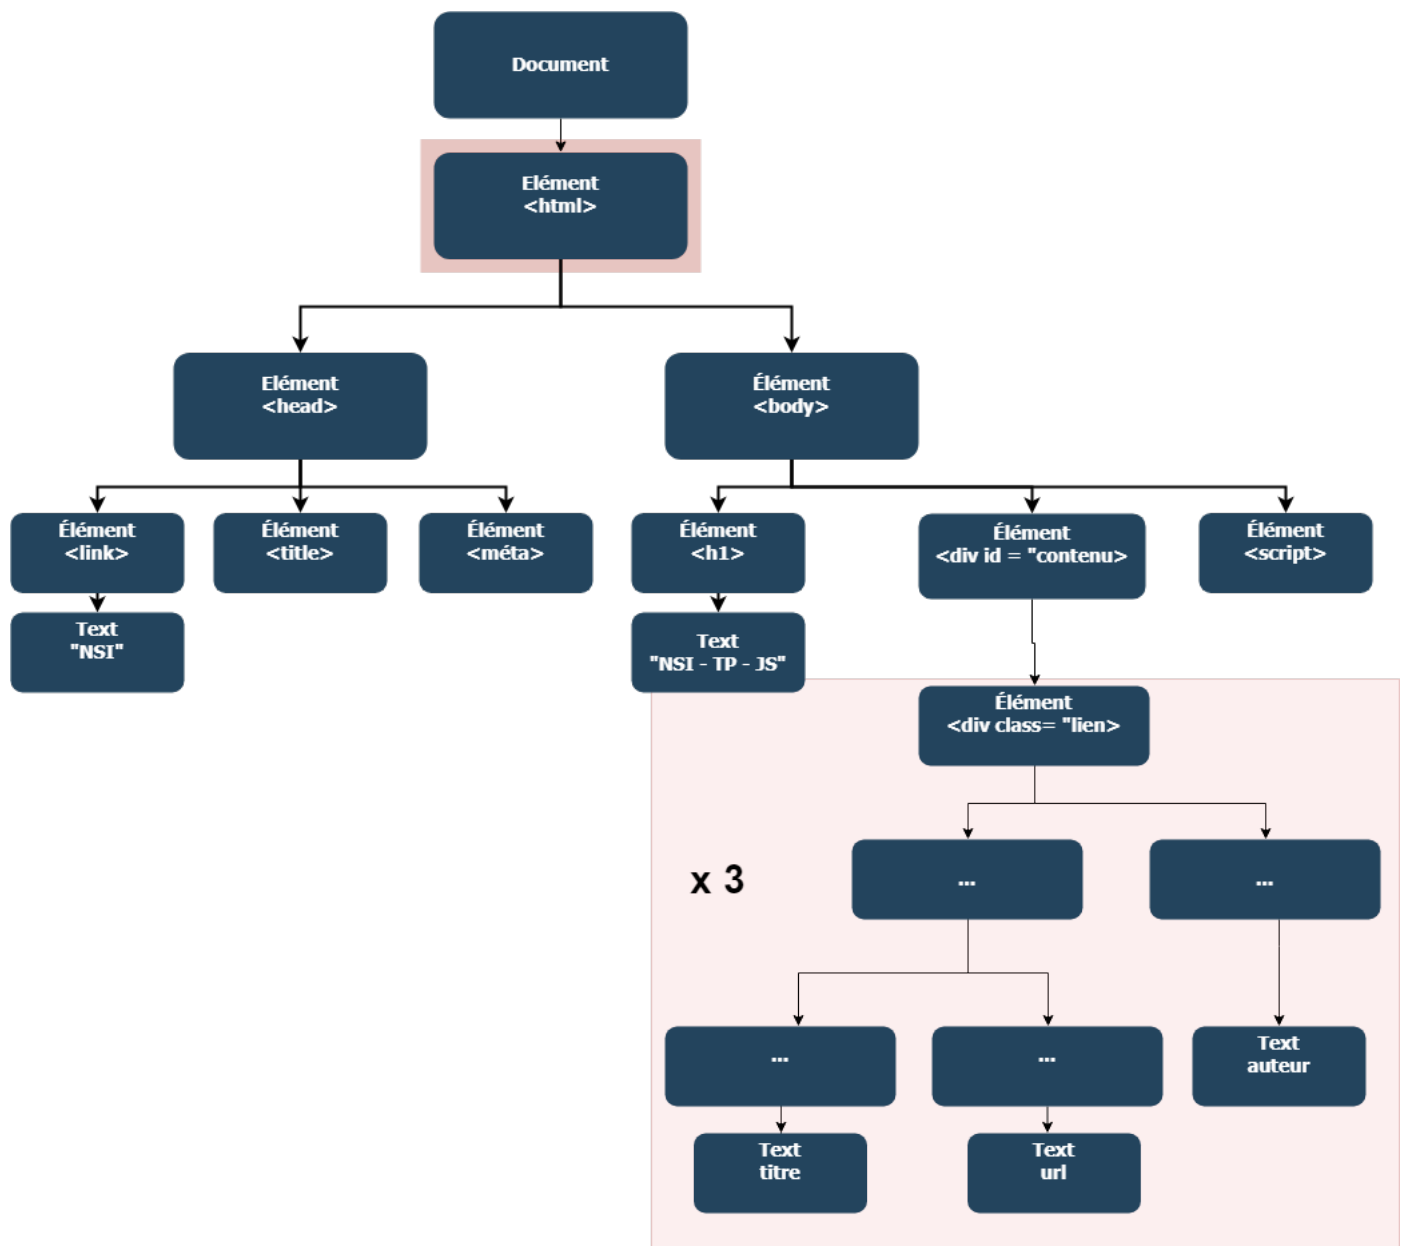 Document
Elément
<html>
Elément
<head>
Élément
<body>
Élément
<link>
Élément
<title>
Élément
<méta>
Élément
<h1>
Élément
<div id = "contenu>
Élément
<script>
Text
"NSI"
Text
"NSI - TP - JS"
Élément
<div class= "lien>
x 3
...
...
...
...
Text
auteur
Text
titre
Text
url